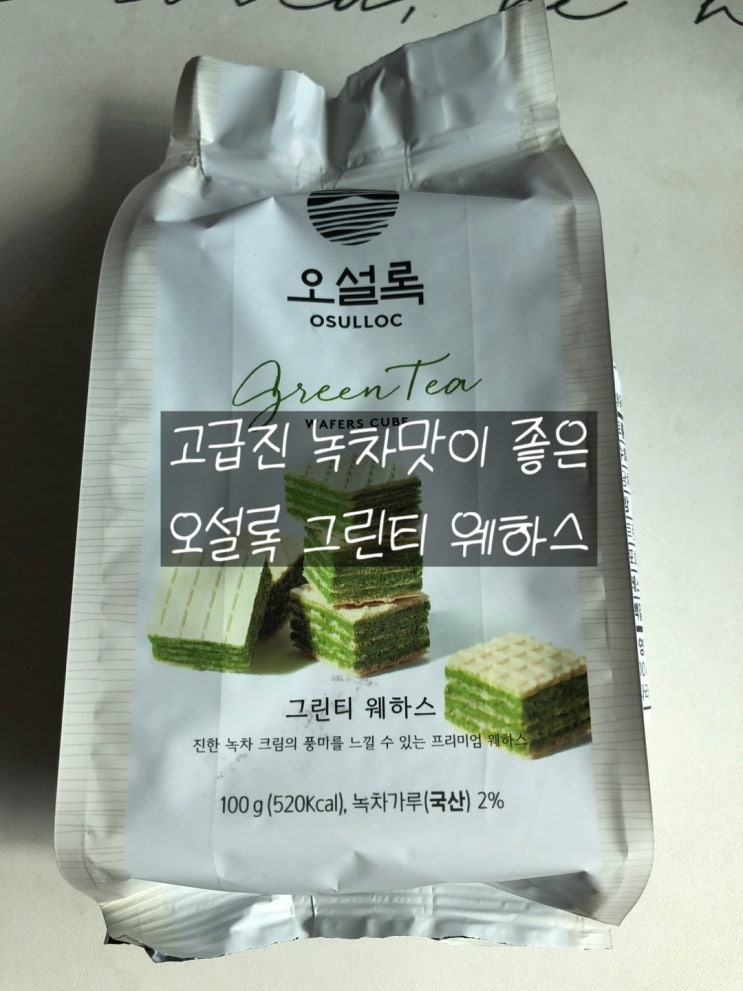 오설록
OSULLOC
Green Tea
WAFERS CUBE
고급진 녹차맛이 좋은
오설록 그린티 웨하스
그린티 웨하스
진한 녹차 크림의 풍미를 느낄 수 있는 프리미엄 웨하스
100 g (520Kcal), 녹차가루(국산) 2%